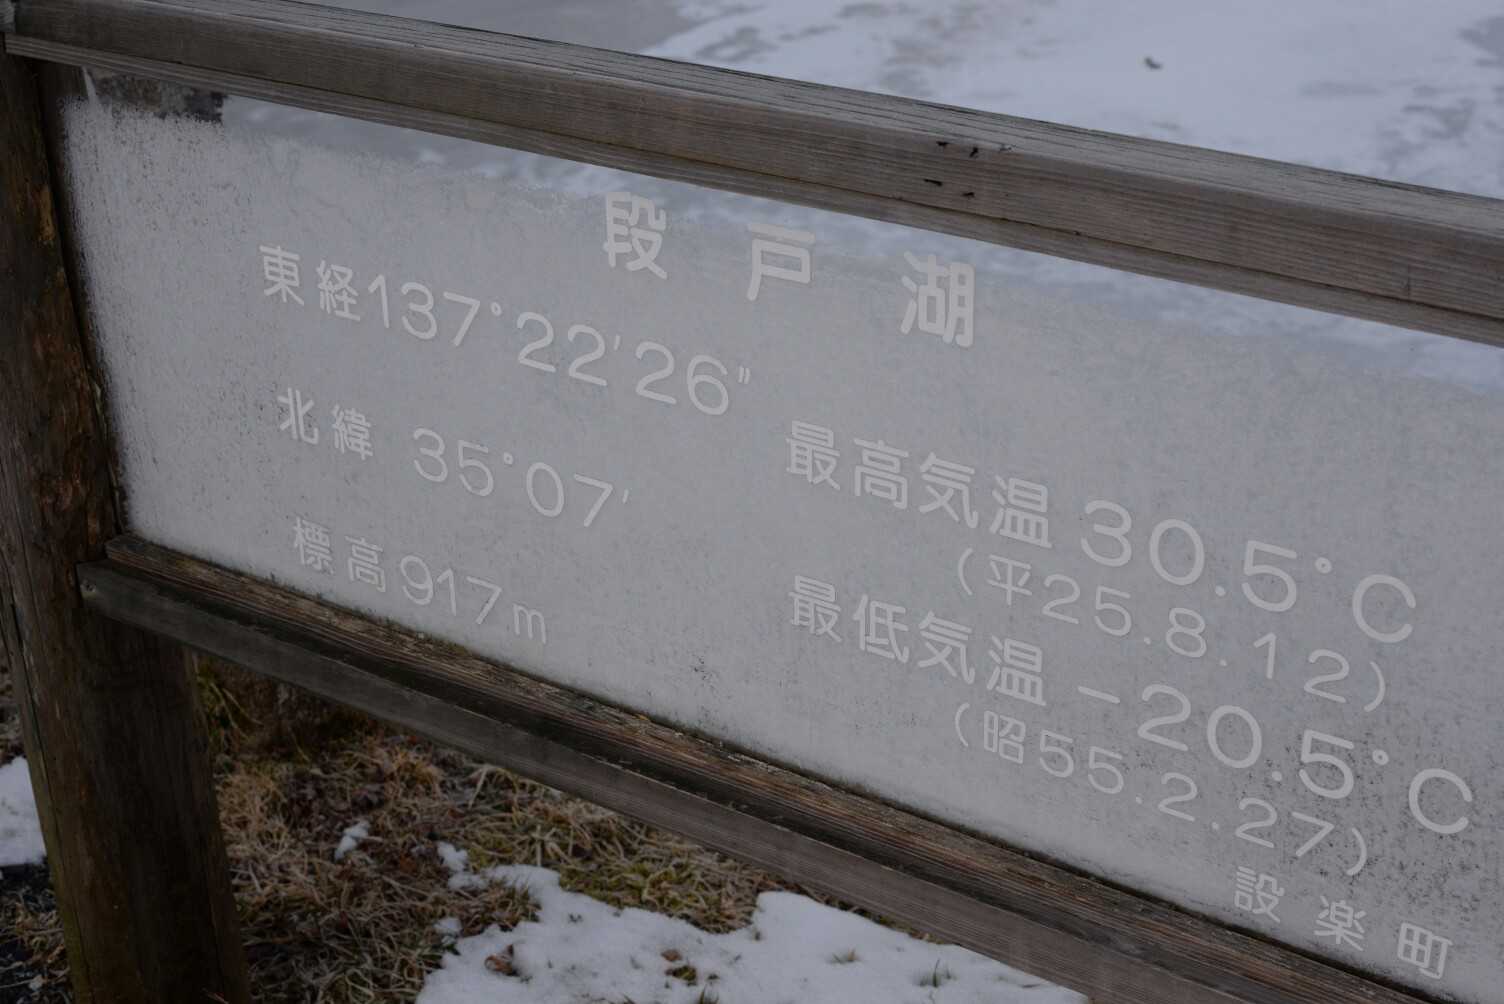 段戸湖
東経137°22′26″
北緯 35°07′
標高917m
最高気温 30.5℃
（平25.8.12）
最低気温 －20.5℃
（昭55.2.27）
設楽町